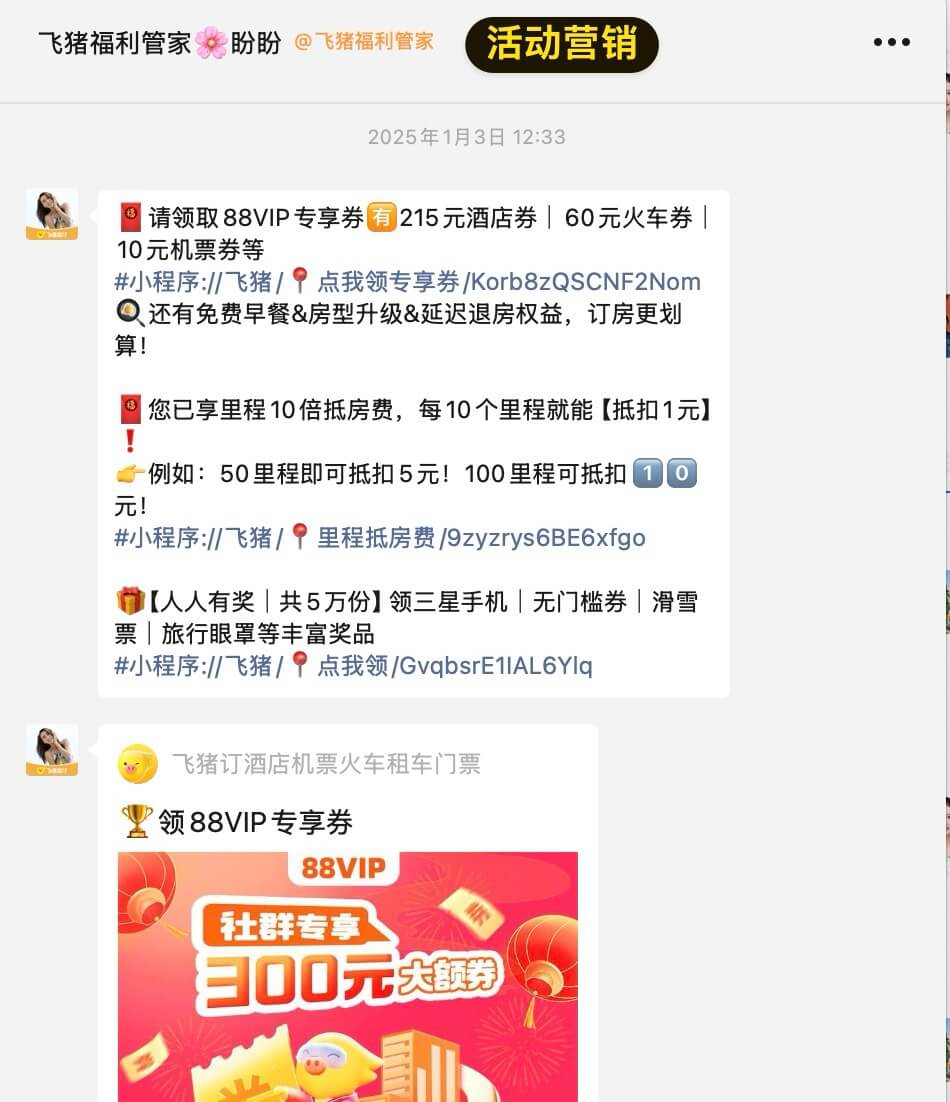 飞猪福利管家🌸盼盼 @飞猪福利管家 活动营销
2025年1月3日 12:33
🧧请领取88VIP专享券🈶215元酒店券｜60元火车券｜
10元机票券等
#小程序://飞猪/📍点我领专享券/Korb8zQSCNF2Nom
🍳还有免费早餐&房型升级&延迟退房权益，订房更划
算！
🧧您已享里程10倍抵房费，每10个里程就能【抵扣1元】
❗
👉例如：50里程即可抵扣5元！100里程可抵扣1️⃣0️⃣
元！
#小程序://飞猪/📍里程抵房费/9zyzrys6BE6xfgo
🎁【人人有奖｜共5万份】领三星手机｜无门槛券｜滑雪
票｜旅行眼罩等丰富奖品
#小程序://飞猪/📍点我领/GvqbsrE1IAL6Ylq
飞猪订酒店机票火车租车门票
🏆领88VIP专享券
88VIP
社群专享
300元大额券
券